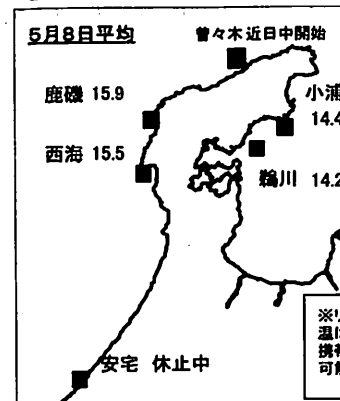 5月8日平均
曽々木 近日中開始
鹿磯 15.9
小浦
14.4
西海 15.5
鵜川 14.2
安宅 休止中
※リ
温に
携帯
可能